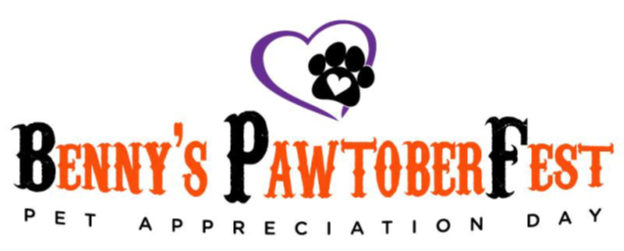 Benny's PawtoberFest
PET APPRECIATION DAY